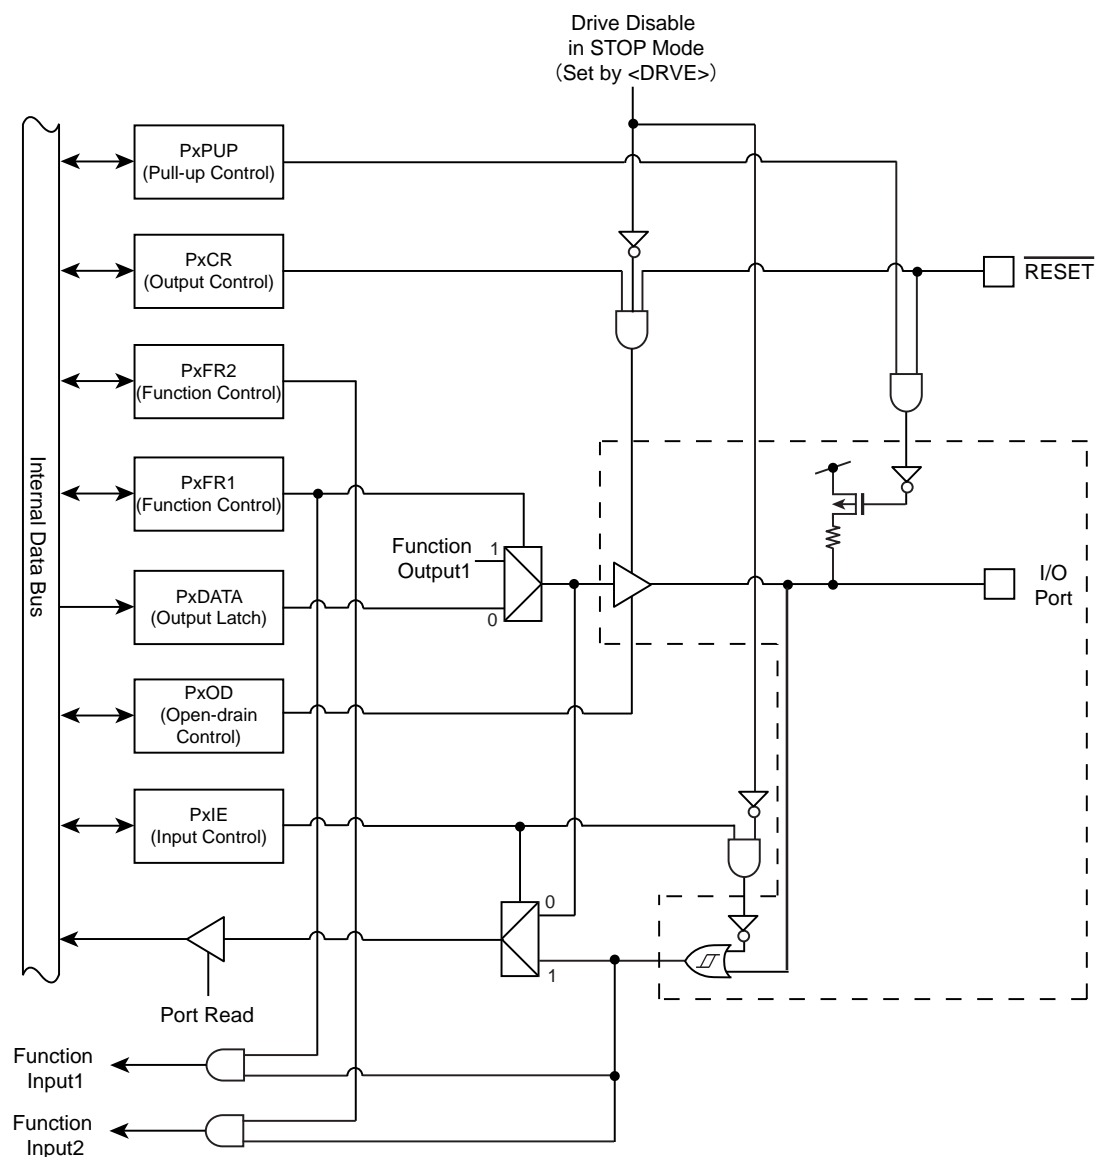 Drive Disable
in STOP Mode
(Set by <DRVE>)
PxPUP
(Pull-up Control)
PxCR
(Output Control)
RESET
PxFR2
(Function Control)
Internal Data Bus
PxFR1
(Function Control)
Function
Output1
1
0
PxDATA
(Output Latch)
I/O
Port
PxOD
(Open-drain
Control)
PxIE
(Input Control)
0
1
Port Read
Function
Input1
Function
Input2